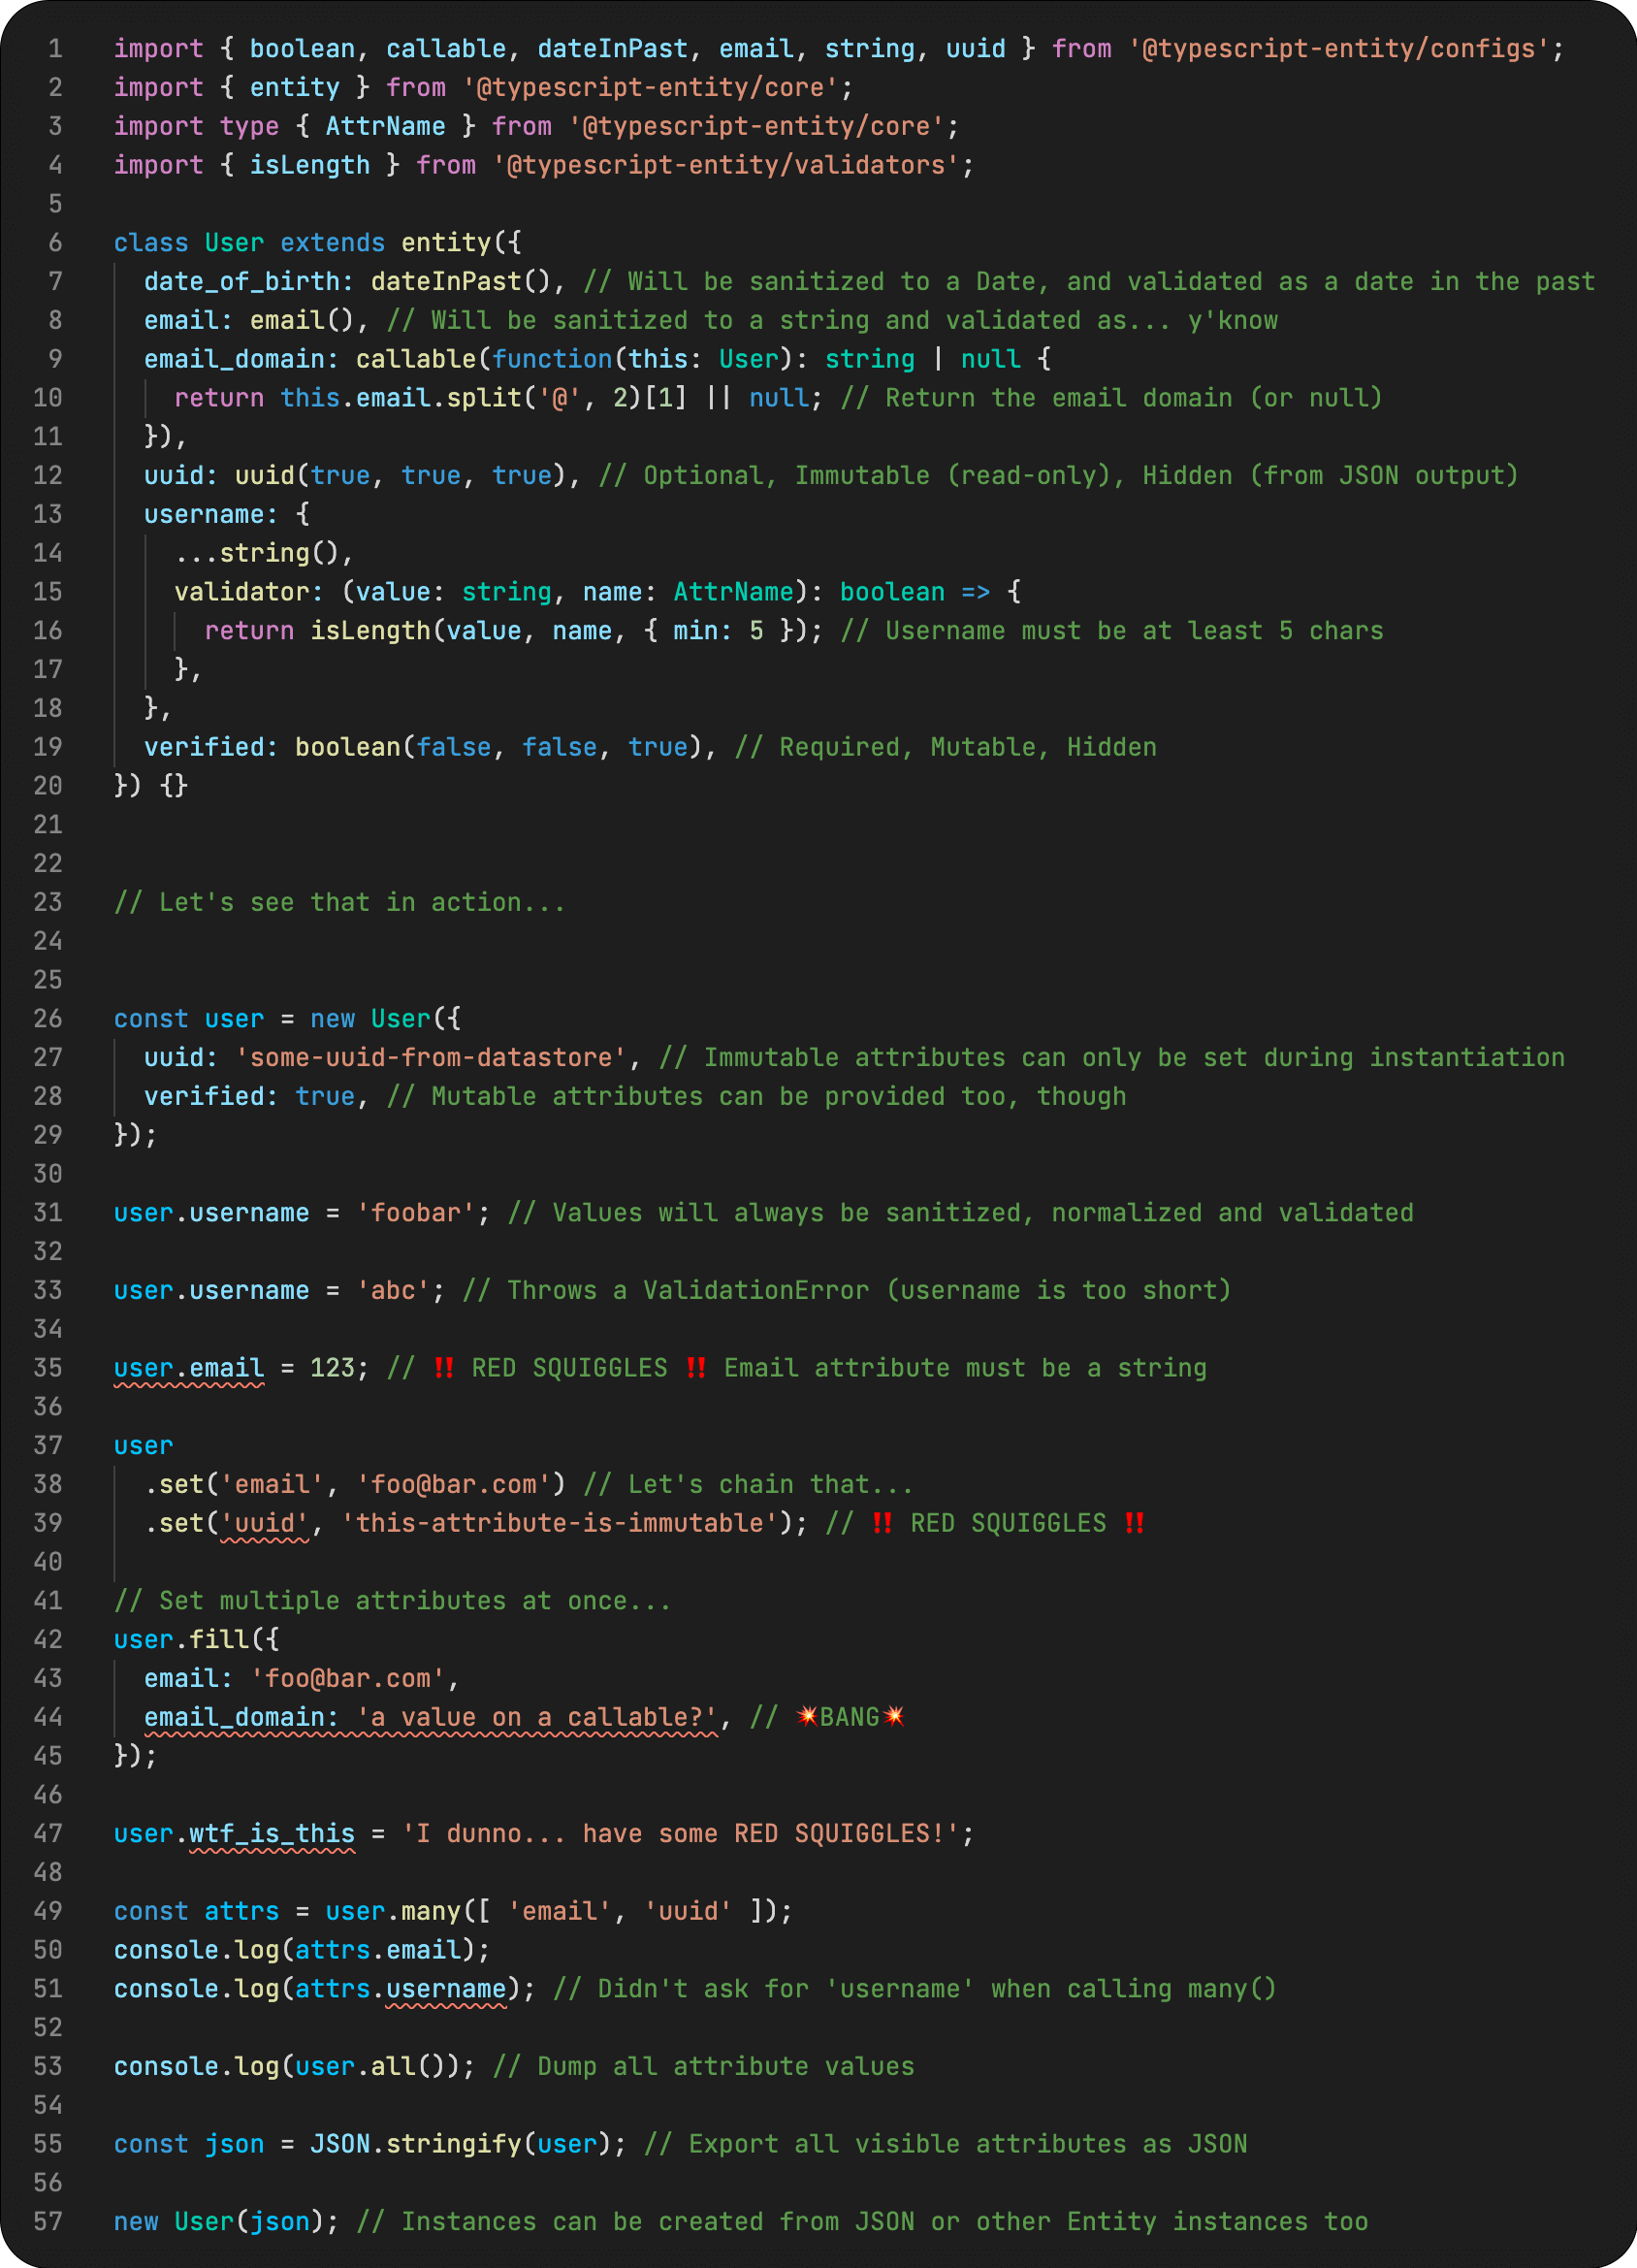 1 import { boolean, callable, dateInPast, email, string, uuid } from '@typescript-entity/configs';
2 import { entity } from '@typescript-entity/core';
3 import type { AttrName } from '@typescript-entity/core';
4 import { isLength } from '@typescript-entity/validators';
5
6 class User extends entity({
7   date_of_birth: dateInPast(), // Will be sanitized to a Date, and validated as a date in the past
8   email: email(), // Will be sanitized to a string and validated as... y'know
9   email_domain: callable(function(this: User): string | null {
10     return this.email.split('@', 2)[1] || null; // Return the email domain (or null)
11   }),
12   uuid: uuid(true, true, true), // Optional, Immutable (read-only), Hidden (from JSON output)
13   username: {
14     ...string(),
15     validator: (value: string, name: AttrName): boolean => {
16       return isLength(value, name, { min: 5 }); // Username must be at least 5 chars
17     },
18   },
19   verified: boolean(false, false, true), // Required, Mutable, Hidden
20 }) {}
21
22
23 // Let's see that in action...
24
25
26 const user = new User({
27   uuid: 'some-uuid-from-datastore', // Immutable attributes can only be set during instantiation
28   verified: true, // Mutable attributes can be provided too, though
29 });
30
31 user.username = 'foobar'; // Values will always be sanitized, normalized and validated
32
33 user.username = 'abc'; // Throws a ValidationError (username is too short)
34
35 user.email = 123; // ‼️ RED SQUIGGLES ‼️ Email attribute must be a string
36
37 user
38   .set('email', 'foo@bar.com') // Let's chain that...
39   .set('uuid', 'this-attribute-is-immutable'); // ‼️ RED SQUIGGLES ‼️
40
41 // Set multiple attributes at once...
42 user.fill({
43   email: 'foo@bar.com',
44   email_domain: 'a value on a callable?', // 💥BANG💥
45 });
46
47 user.wtf_is_this = 'I dunno... have some RED SQUIGGLES!';
48
49 const attrs = user.many([ 'email', 'uuid' ]);
50 console.log(attrs.email);
51 console.log(attrs.username); // Didn't ask for 'username' when calling many()
52
53 console.log(user.all()); // Dump all attribute values
54
55 const json = JSON.stringify(user); // Export all visible attributes as JSON
56
57 new User(json); // Instances can be created from JSON or other Entity instances too